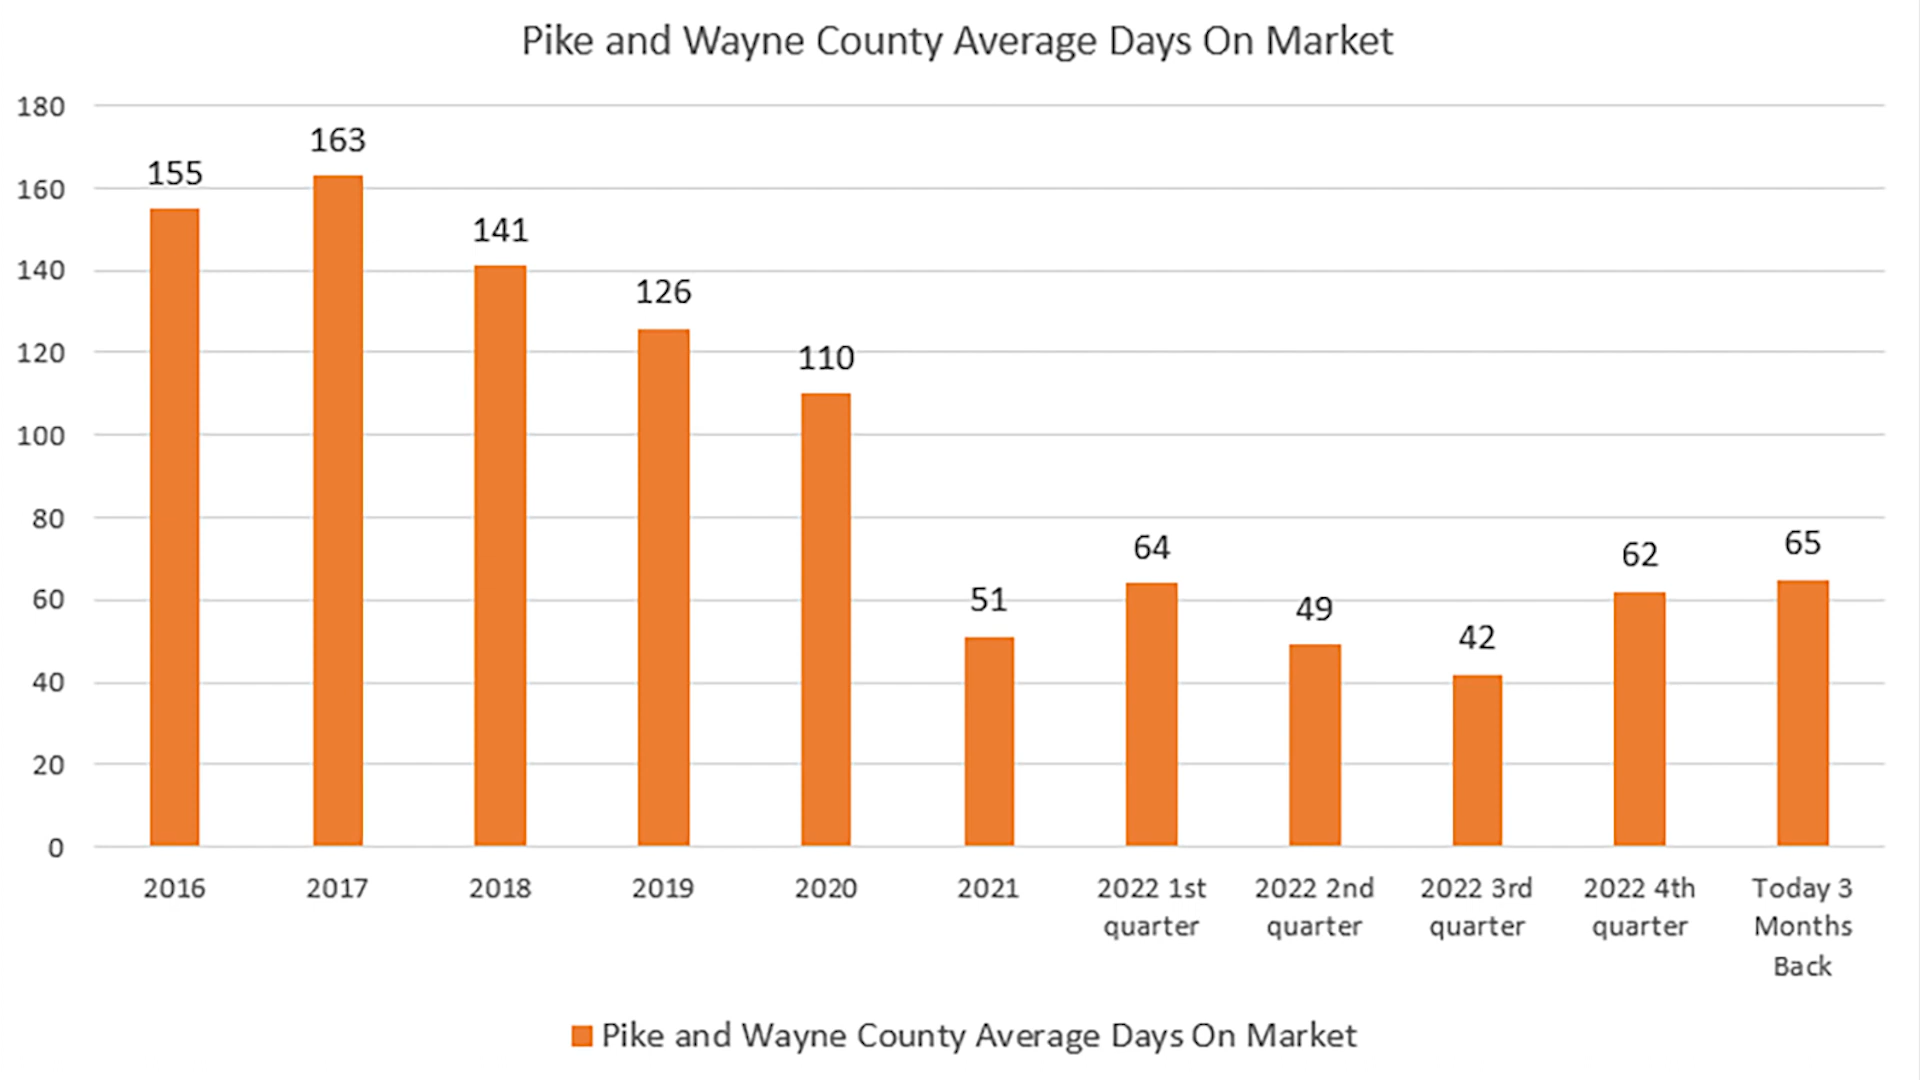 Pike and Wayne County Average Days On Market
180
160
140
120
100
80
60
40
20
0
155
163
141
126
110
51
64
49
42
62
65
2016
2017
2018
2019
2020
2021
2022 1st
quarter
2022 2nd
quarter
2022 3rd
quarter
2022 4th
quarter
Today 3
Months
Back
Pike and Wayne County Average Days On Market